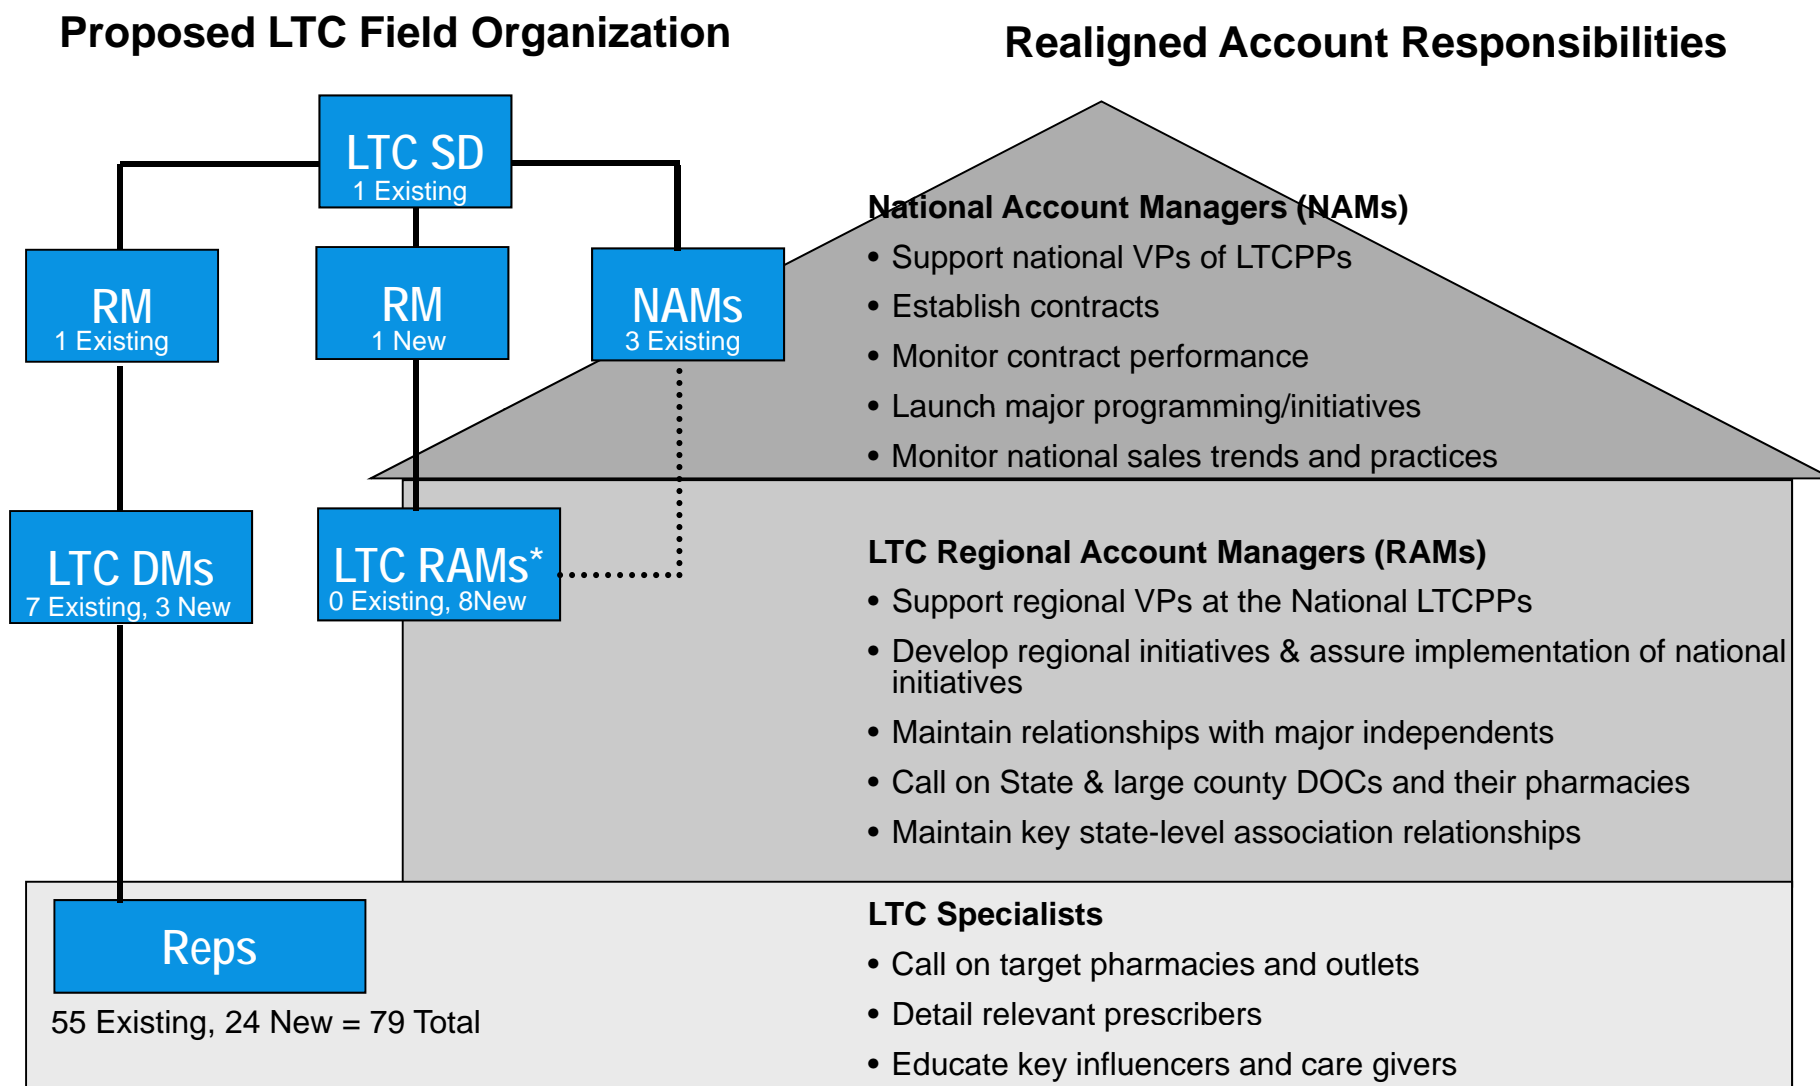 Proposed LTC Field Organization
Realigned Account Responsibilities
LTC SD
1 Existing
RM
1 Existing
RM
1 New
NAMs
3 Existing
LTC DMs
7 Existing, 3 New
LTC RAMs*
0 Existing, 8New
Reps
55 Existing, 24 New = 79 Total
National Account Managers (NAMs)
• Support national VPs of LTCPPs
• Establish contracts
• Monitor contract performance
• Launch major programming/initiatives
• Monitor national sales trends and practices
LTC Regional Account Managers (RAMs)
• Support regional VPs at the National LTCPPs
• Develop regional initiatives & assure implementation of national
initiatives
• Maintain relationships with major independents
• Call on State & large county DOCs and their pharmacies
• Maintain key state-level association relationships
LTC Specialists
• Call on target pharmacies and outlets
• Detail relevant prescribers
• Educate key influencers and care givers